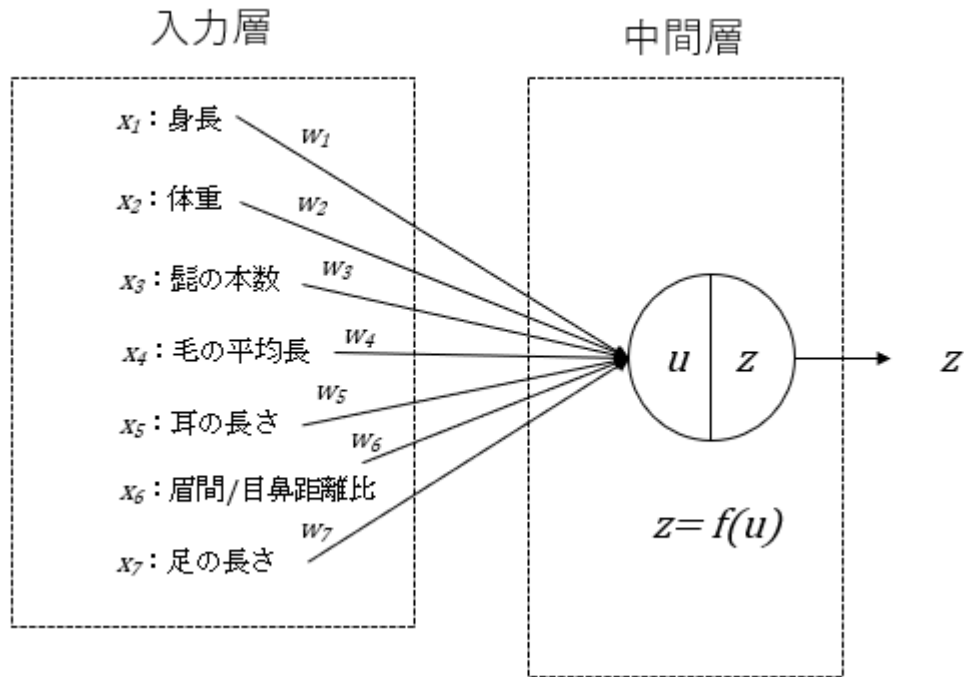 入力層
中間層
x₁：身長
w₁
x₂：体重
w₂
x₃：髭の本数
w₃
x₄：毛の平均長
w₄
x₅：耳の長さ
w₅
x₆：眉間/目鼻距離比
w₆
x₇：足の長さ
w₇
u
z
z
z= f(u)